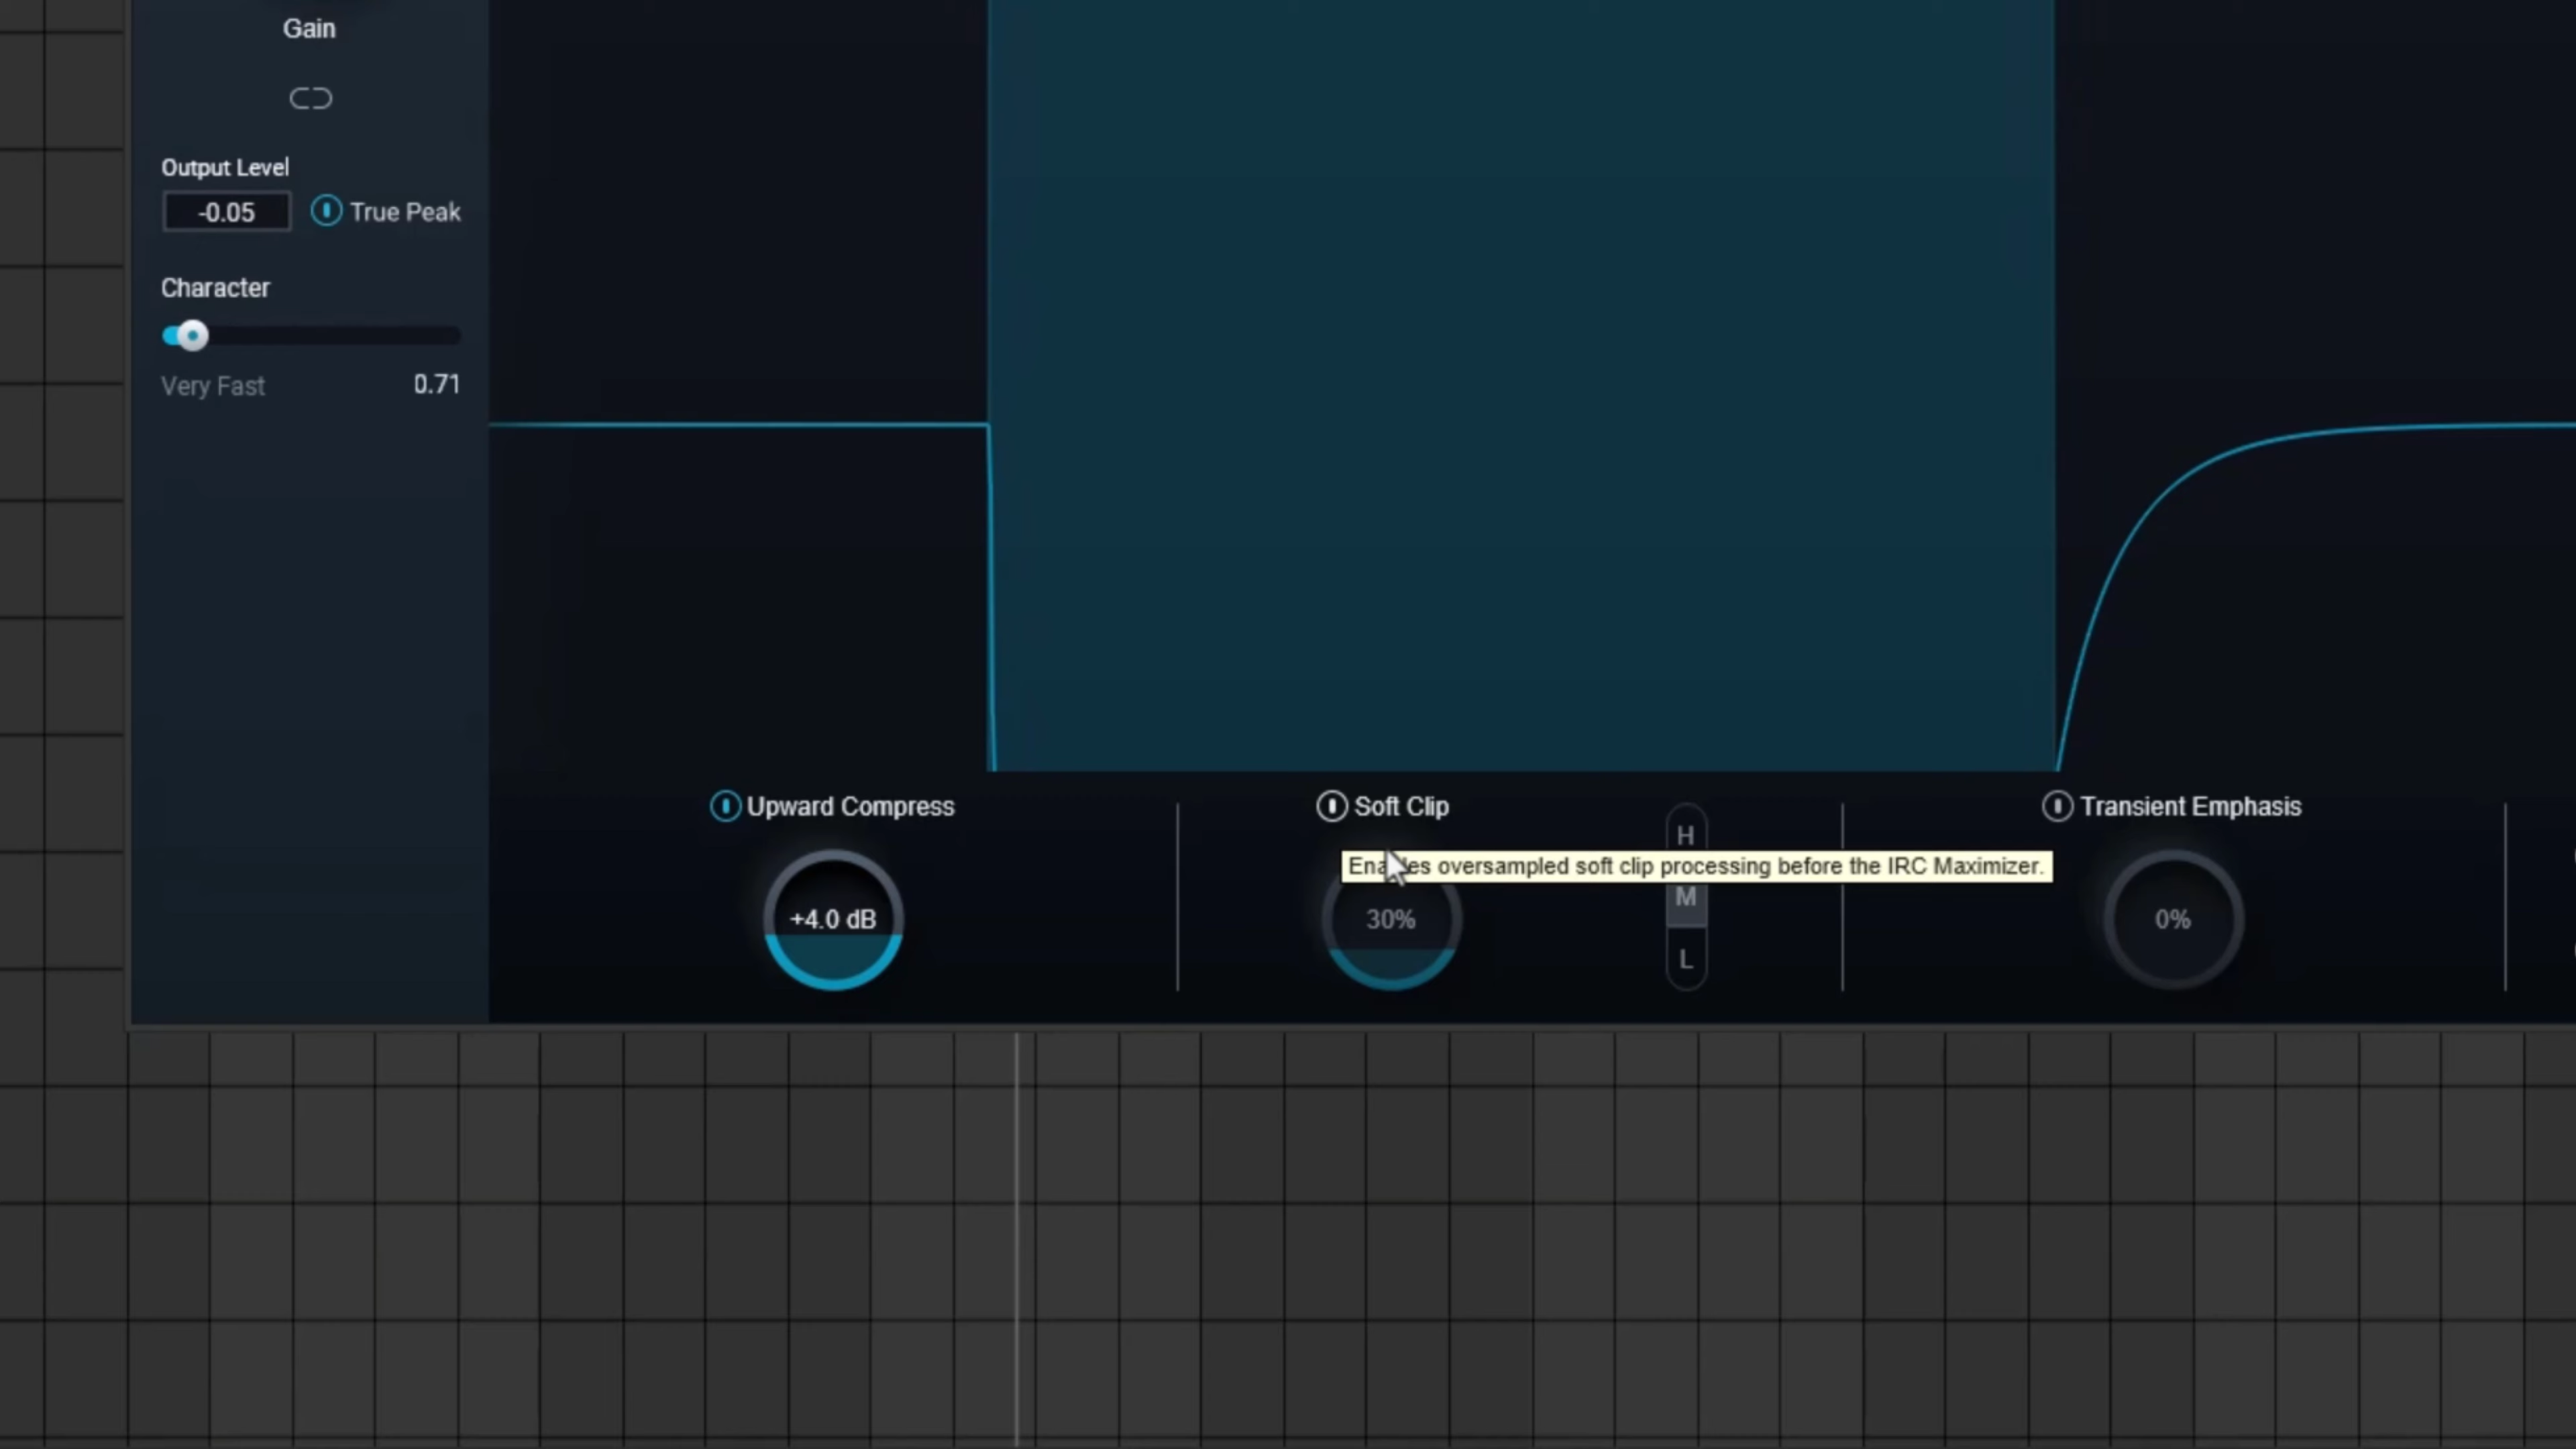 Gain
Output Level
-0.05
True Peak
Character
Very Fast
0.71
Upward Compress
+4.0 dB
Soft Clip
Enables oversampled soft clip processing before the IRC Maximizer.
30%
H
M
L
Transient Emphasis
0%